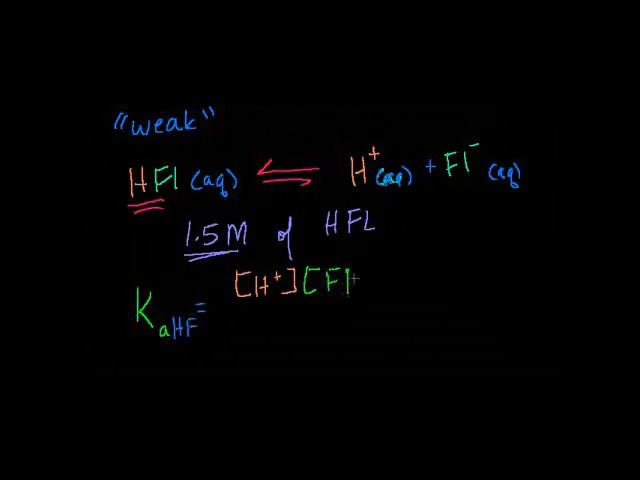 "weak"
HFl (aq) ⇌ H⁺(aq) + Fl⁻ (aq)
1.5M of HFL
[H⁺][Fl
KaHF =